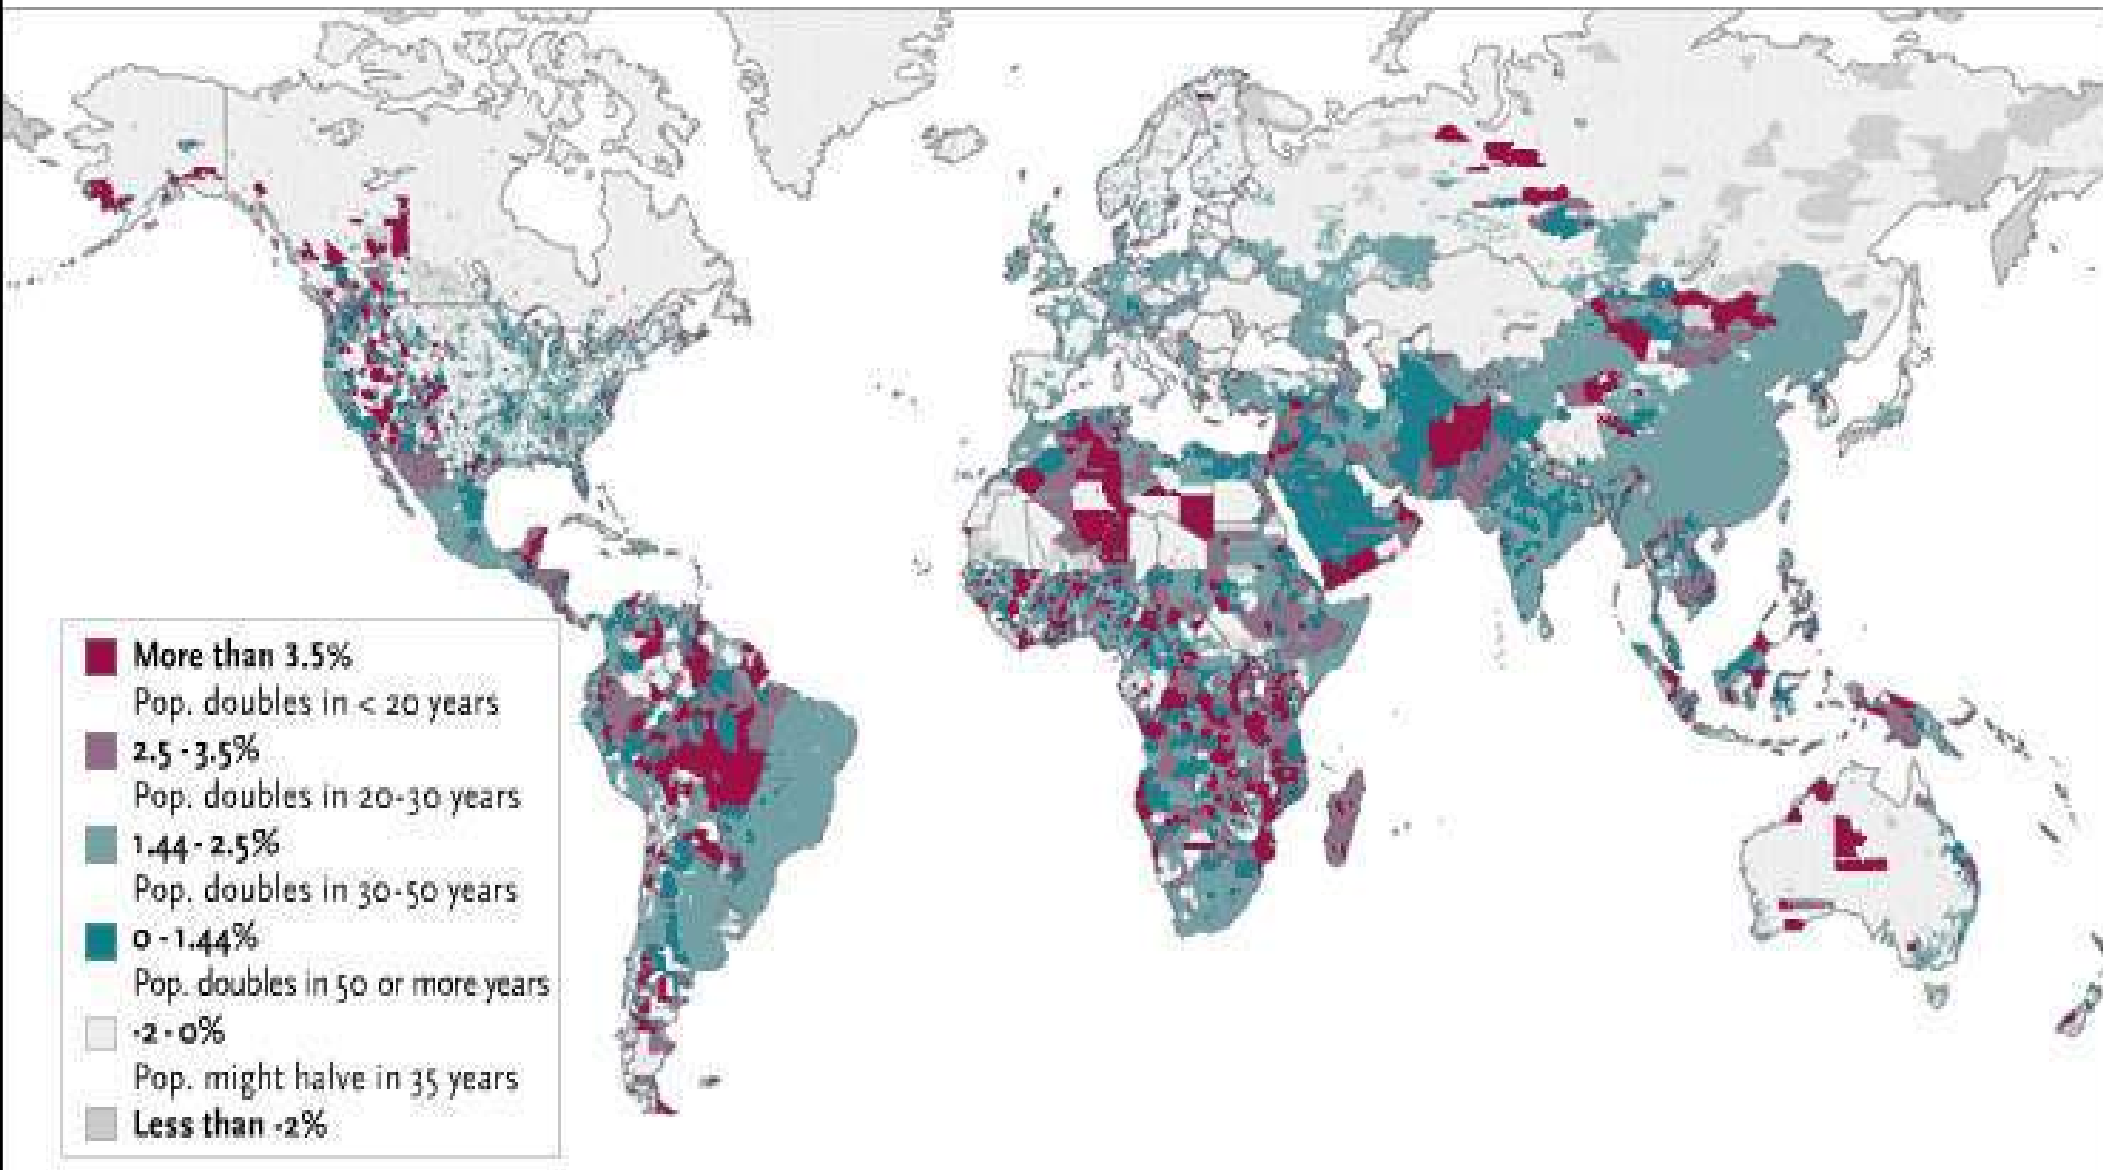 More than 3.5%
Pop. doubles in < 20 years
2.5 - 3.5%
Pop. doubles in 20-30 years
1.44 - 2.5%
Pop. doubles in 30-50 years
0 - 1.44%
Pop. doubles in 50 or more years
-2 - 0%
Pop. might halve in 35 years
Less than -2%